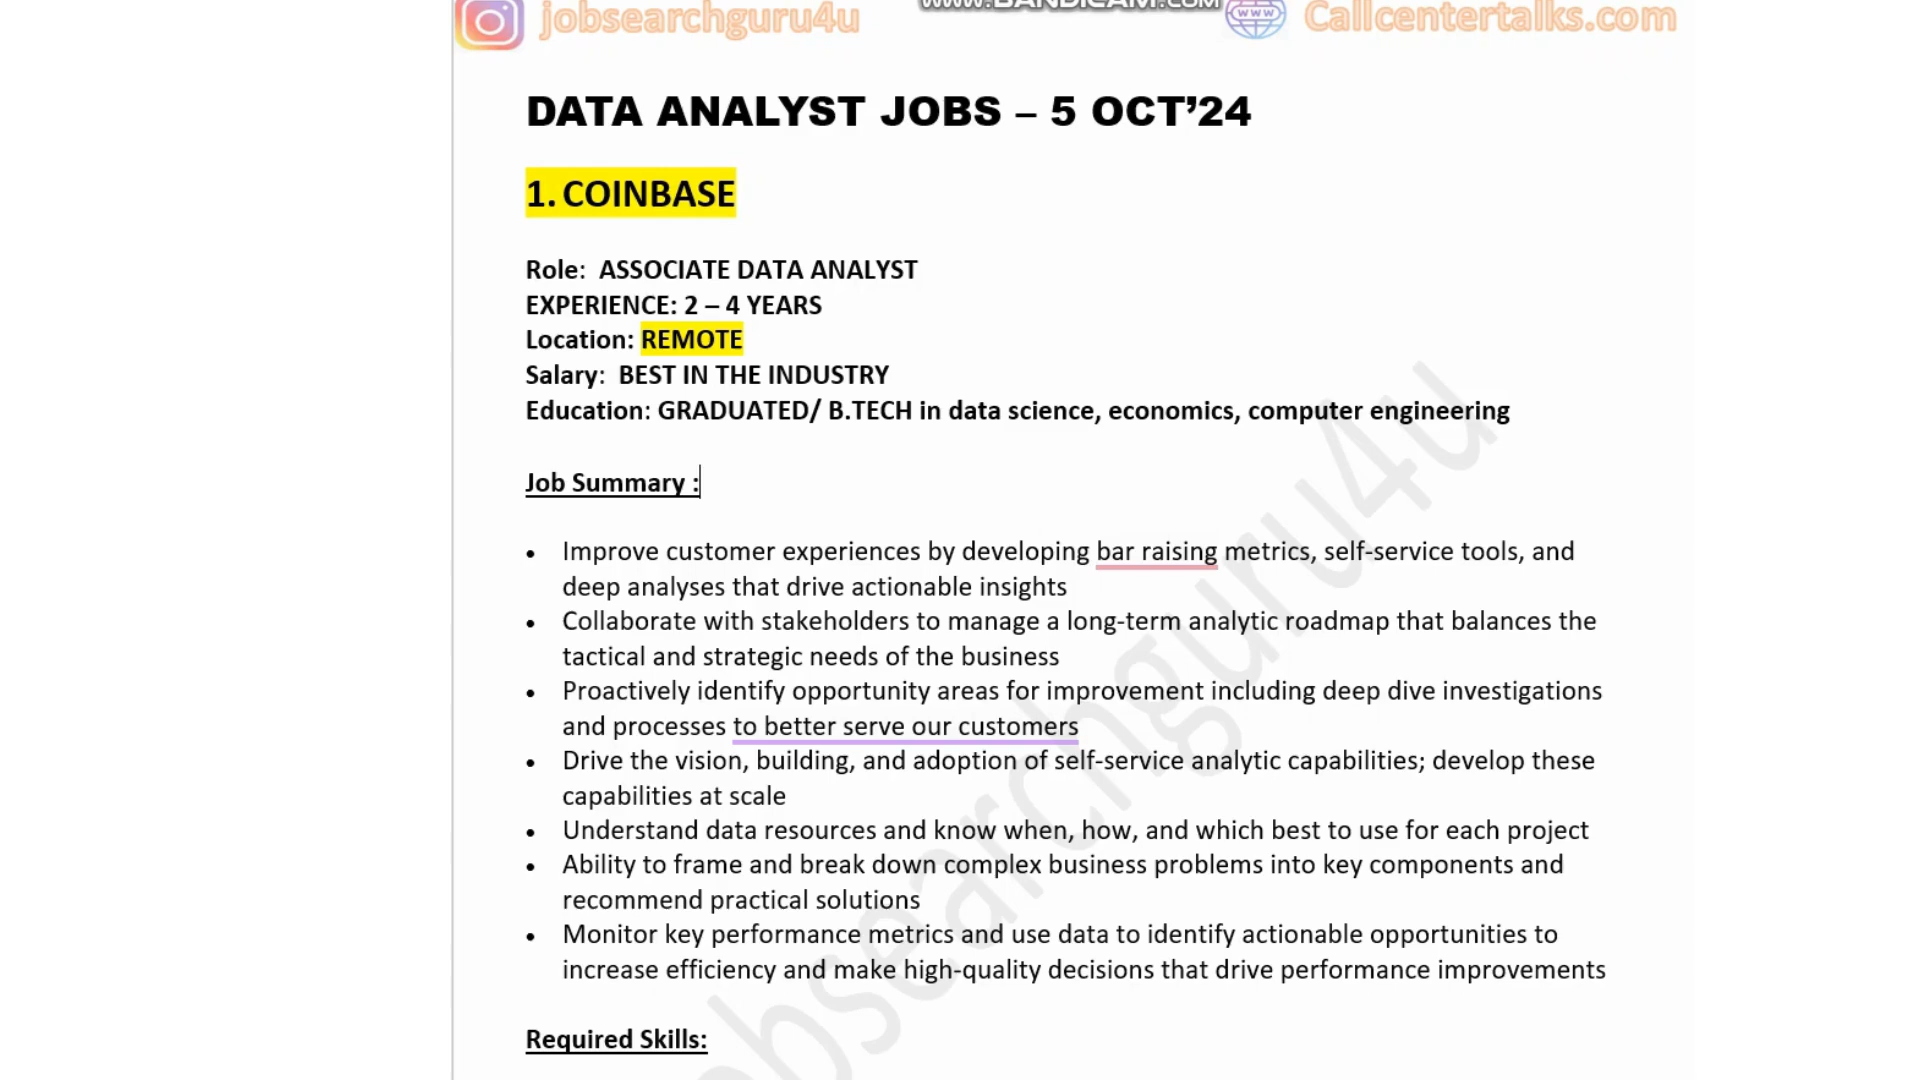 jobsearchguru4u
www.BANDICAM.COM
www
Callcentertalks.com
DATA ANALYST JOBS – 5 OCT’24
1. COINBASE
Role: ASSOCIATE DATA ANALYST
EXPERIENCE: 2 – 4 YEARS
Location: REMOTE
Salary: BEST IN THE INDUSTRY
Education: GRADUATED/ B.TECH in data science, economics, computer engineering
Job Summary :
• Improve customer experiences by developing bar raising metrics, self-service tools, and
deep analyses that drive actionable insights
• Collaborate with stakeholders to manage a long-term analytic roadmap that balances the
tactical and strategic needs of the business
• Proactively identify opportunity areas for improvement including deep dive investigations
and processes to better serve our customers
• Drive the vision, building, and adoption of self-service analytic capabilities; develop these
capabilities at scale
• Understand data resources and know when, how, and which best to use for each project
• Ability to frame and break down complex business problems into key components and
recommend practical solutions
• Monitor key performance metrics and use data to identify actionable opportunities to
increase efficiency and make high-quality decisions that drive performance improvements
Required Skills:
jobsearchguru4u